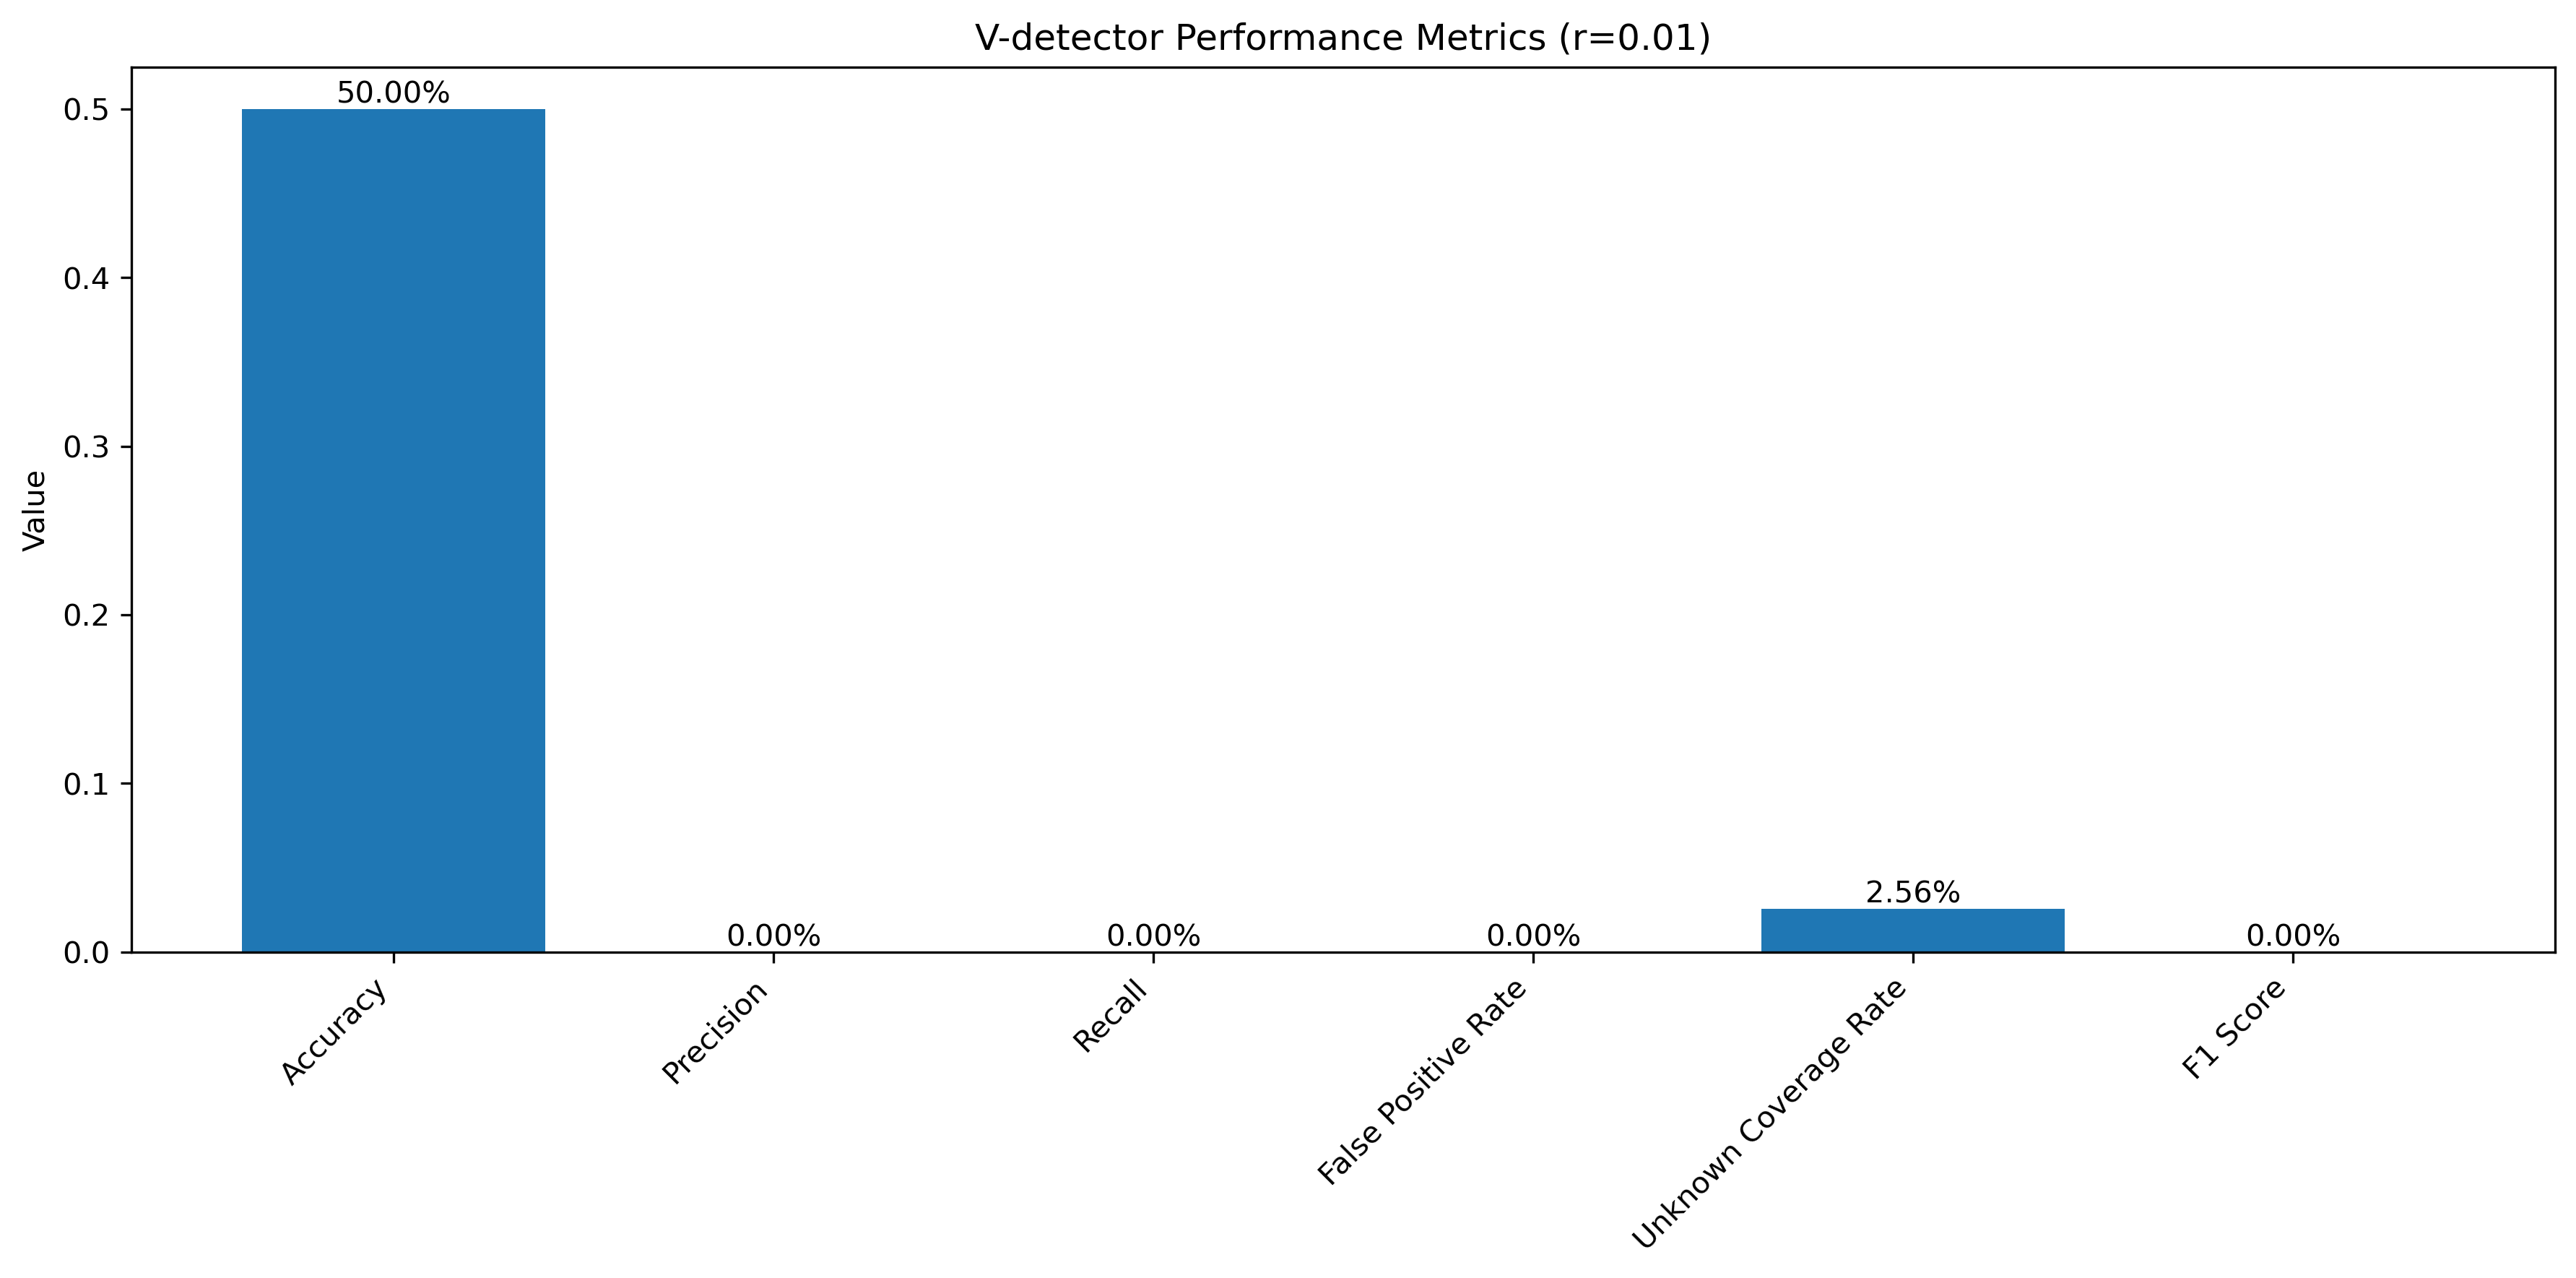 V-detector Performance Metrics (r=0.01)
Value
0.5
0.4
0.3
0.2
0.1
0.0
50.00%
0.00%
0.00%
0.00%
2.56%
0.00%
Accuracy
Precision
Recall
False Positive Rate
Unknown Coverage Rate
F1 Score